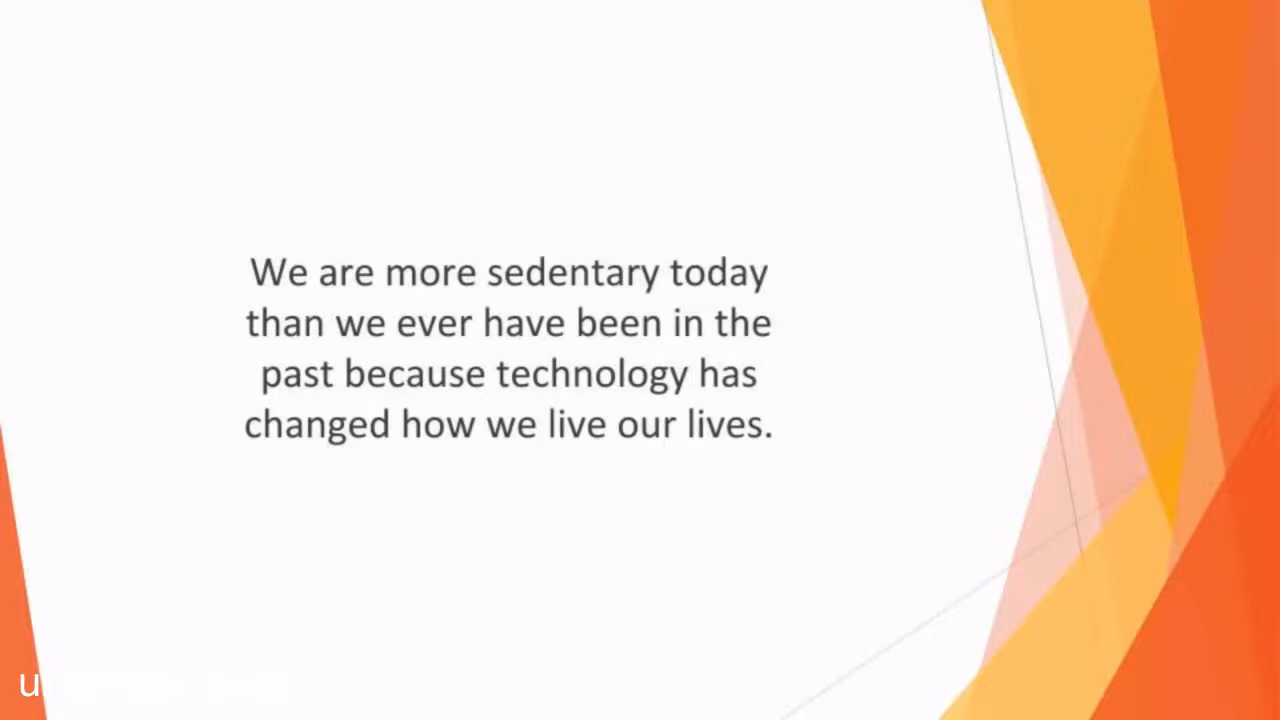 We are more sedentary today
than we ever have been in the
past because technology has
changed how we live our lives.